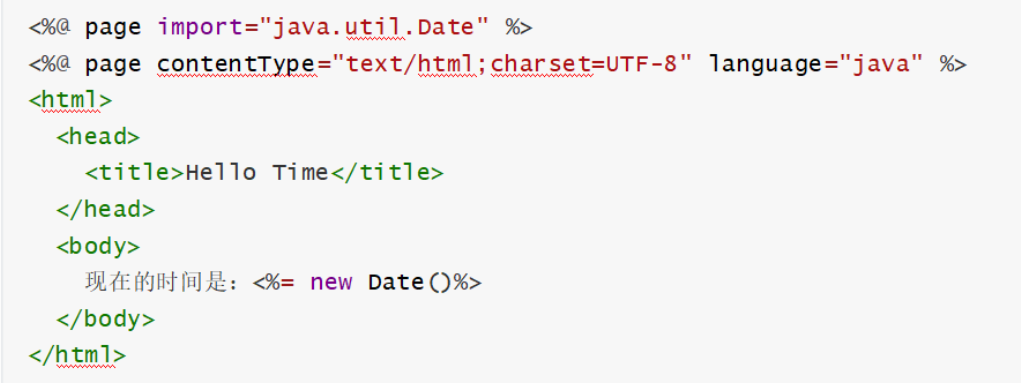 <%@ page import="java.util.Date" %>
<%@ page contentType="text/html;charset=UTF-8" language="java" %>
<html>
<head>
<title>Hello Time</title>
</head>
<body>
现在的时间是：<%= new Date()%>
</body>
</html>